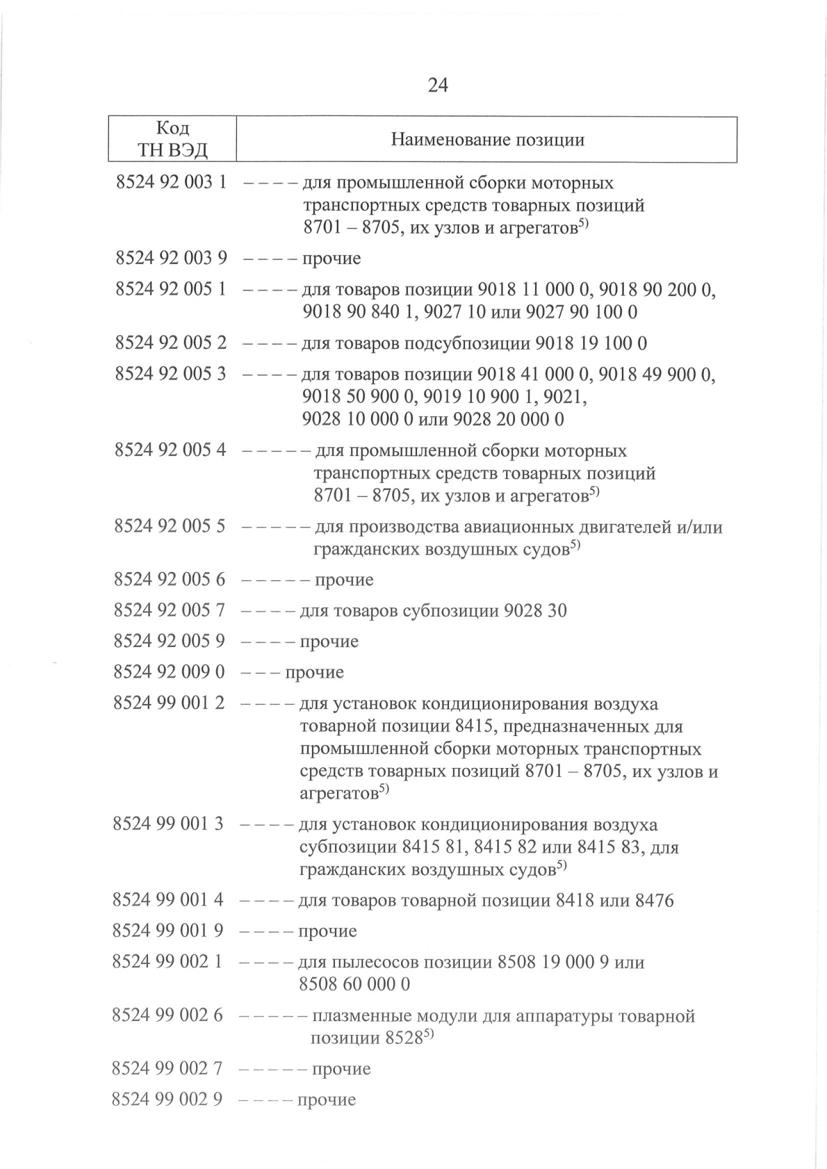 24
Код
ТН ВЭД
Наименование позиции
8524 92 003 1 – – – – для промышленной сборки моторных
транспортных средств товарных позиций
8701 – 8705, их узлов и агрегатов5)
8524 92 003 9 – – – – прочие
8524 92 005 1 – – – – для товаров позиции 9018 11 000 0, 9018 90 200 0,
9018 90 840 1, 9027 10 или 9027 90 100 0
8524 92 005 2 – – – – для товаров подсубпозиции 9018 19 100 0
8524 92 005 3 – – – – для товаров позиции 9018 41 000 0, 9018 49 900 0,
9018 50 900 0, 9019 10 900 1, 9021,
9028 10 000 0 или 9028 20 000 0
8524 92 005 4 – – – – – для промышленной сборки моторных
транспортных средств товарных позиций
8701 – 8705, их узлов и агрегатов5)
8524 92 005 5 – – – – – для производства авиационных двигателей и/или
гражданских воздушных судов5)
8524 92 005 6 – – – – – прочие
8524 92 005 7 – – – – для товаров субпозиции 9028 30
8524 92 005 9 – – – – прочие
8524 92 009 0 – – – прочие
8524 99 001 2 – – – – для установок кондиционирования воздуха
товарной позиции 8415, предназначенных для
промышленной сборки моторных транспортных
средств товарных позиций 8701 – 8705, их узлов и
агрегатов5)
8524 99 001 3 – – – – для установок кондиционирования воздуха
субпозиции 8415 81, 8415 82 или 8415 83, для
гражданских воздушных судов5)
8524 99 001 4 – – – – для товаров товарной позиции 8418 или 8476
8524 99 001 9 – – – – прочие
8524 99 002 1 – – – – для пылесосов позиции 8508 19 000 9 или
8508 60 000 0
8524 99 002 6 – – – – – плазменные модули для аппаратуры товарной
позиции 85285)
8524 99 002 7 – – – – – прочие
8524 99 002 9 – – – – прочие